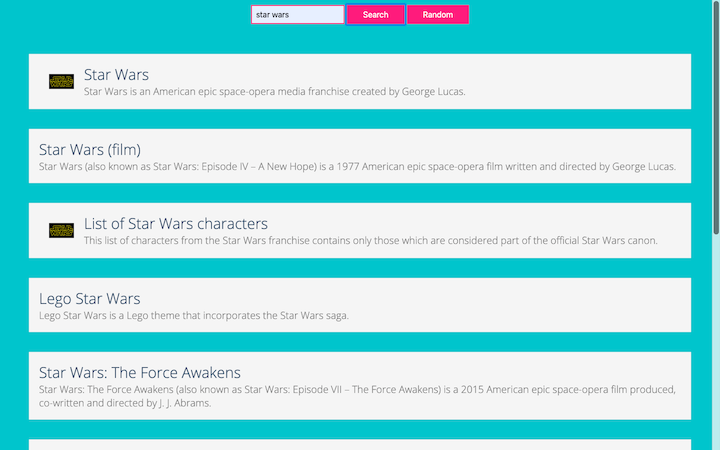 star wars
Search
Random
Star Wars
Star Wars is an American epic space-opera media franchise created by George Lucas.
Star Wars (film)
Star Wars (also known as Star Wars: Episode IV – A New Hope) is a 1977 American epic space-opera film written and directed by George Lucas.
List of Star Wars characters
This list of characters from the Star Wars franchise contains only those which are considered part of the official Star Wars canon.
Lego Star Wars
Lego Star Wars is a Lego theme that incorporates the Star Wars saga.
Star Wars: The Force Awakens
Star Wars: The Force Awakens (also known as Star Wars: Episode VII – The Force Awakens) is a 2015 American epic space-opera film produced,
co-written and directed by J. J. Abrams.